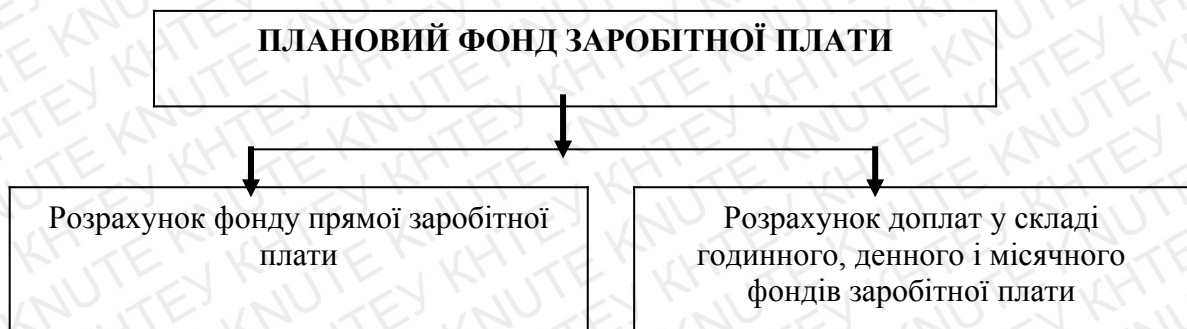 ПЛАНОВИЙ ФОНД ЗАРОБІТНОЇ ПЛАТИ
Розрахунок фонду прямої заробітної
плати
Розрахунок доплат у складі
годинного, денного і місячного
фондів заробітної плати